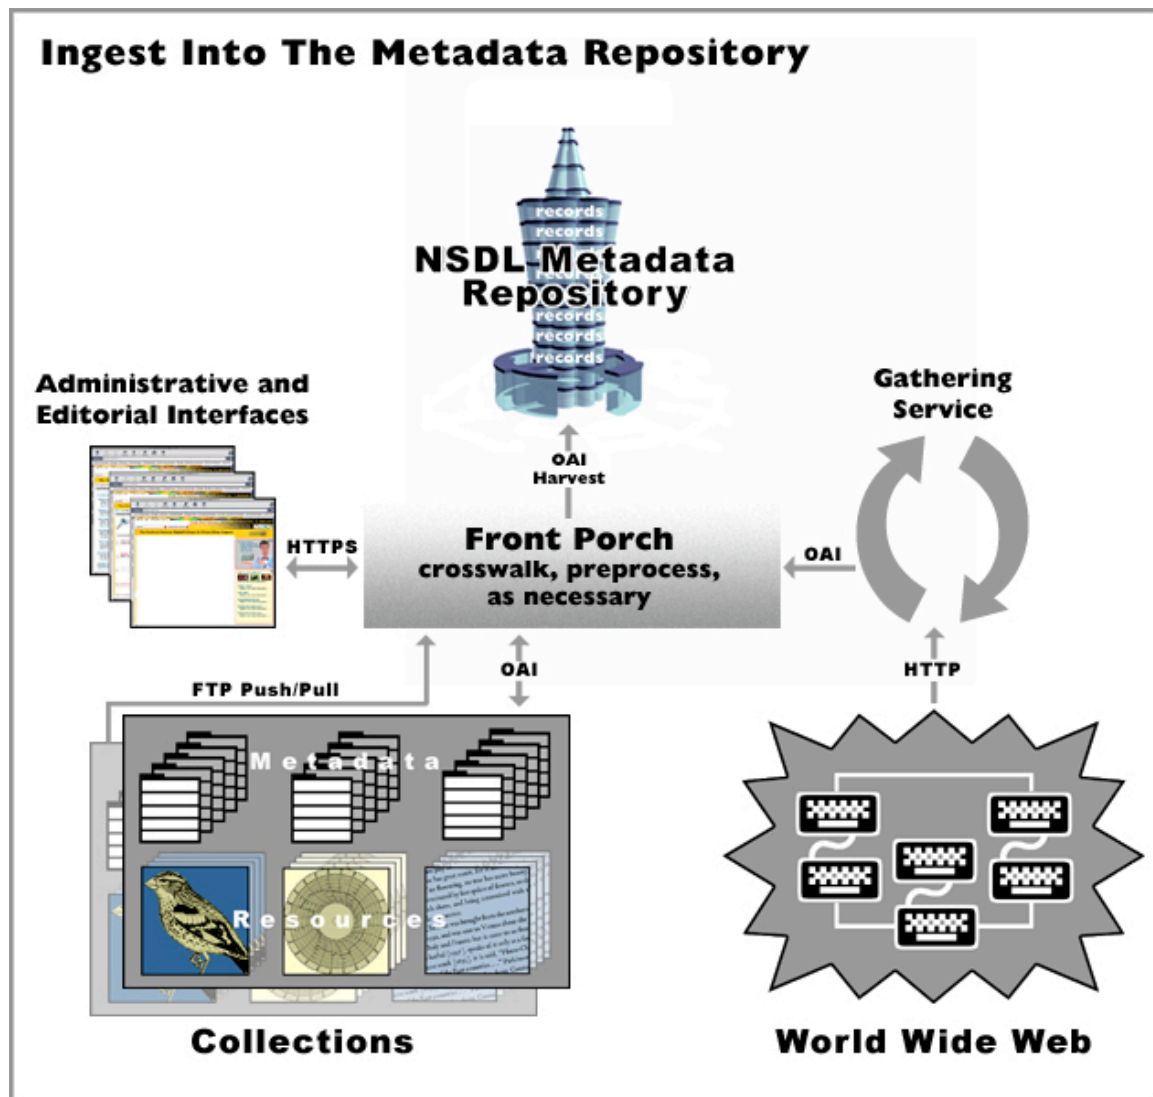 Ingest Into The Metadata Repository
records
records
NSDL Metadata
Repository
records
records
records
Administrative and
Editorial Interfaces
Gathering
Service
OAI
Harvest
HTTPS
Front Porch
crosswalk, preprocess,
as necessary
OAI
FTP Push/Pull
OAI
HTTP
Metadata
Resources
Collections
World Wide Web